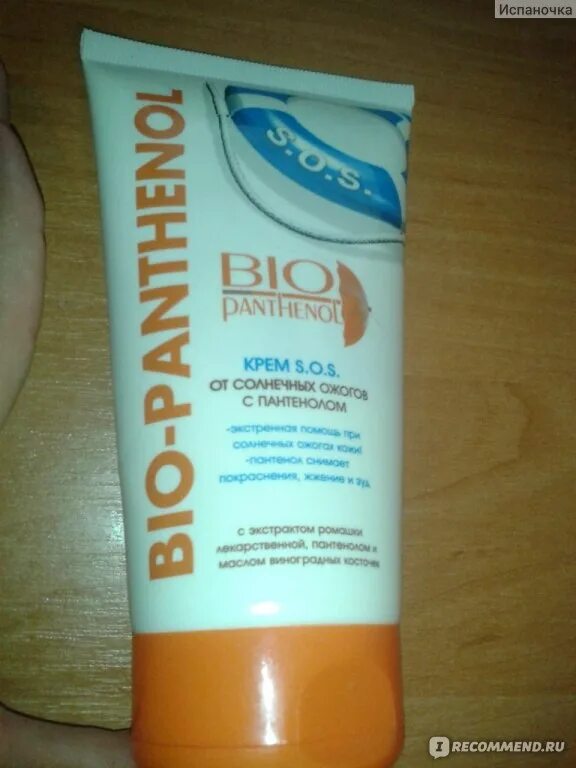 Испаночка
S.O.S.
BIO-PANTHENOL
BIO
PANTHENOL
КРЕМ S.O.S.
ОТ СОЛНЕЧНЫХ ОЖОГОВ
С ПАНТЕНОЛОМ
-экстренная помощь при
солнечных ожогах кожи!
-пантенол снимает
покраснения, жжение и зуд
с экстрактом ромашки
лекарственной, пантенолом и
маслом виноградных косточек
I RECOMMEND.RU